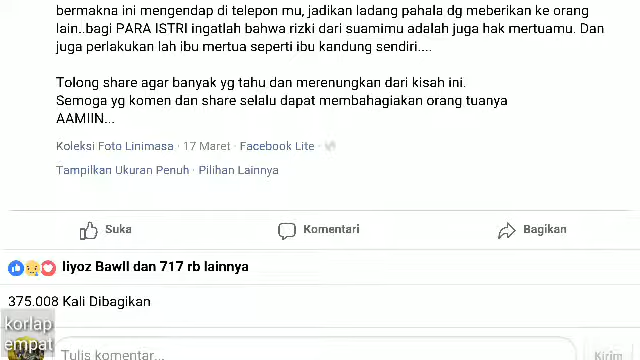 bermakna ini mengendap di telepon mu, jadikan ladang pahala dg meberikan ke orang
lain..bagi PARA ISTRI ingatlah bahwa rizki dari suamimu adalah juga hak mertuamu. Dan
juga perlakukan lah ibu mertua seperti ibu kandung sendiri....
Tolong share agar banyak yg tahu dan merenungkan dari kisah ini.
Semoga yg komen dan share selalu dapat membahagiakan orang tuanya
AAMIIN...
Koleksi Foto Linimasa · 17 Maret · Facebook Lite ·
Tampilkan Ukuran Penuh · Pilihan Lainnya
Suka Komentari Bagikan
liyoz Bawll dan 717 rb lainnya
375.008 Kali Dibagikan
korlap
empat
Tulis komentar... Kirim